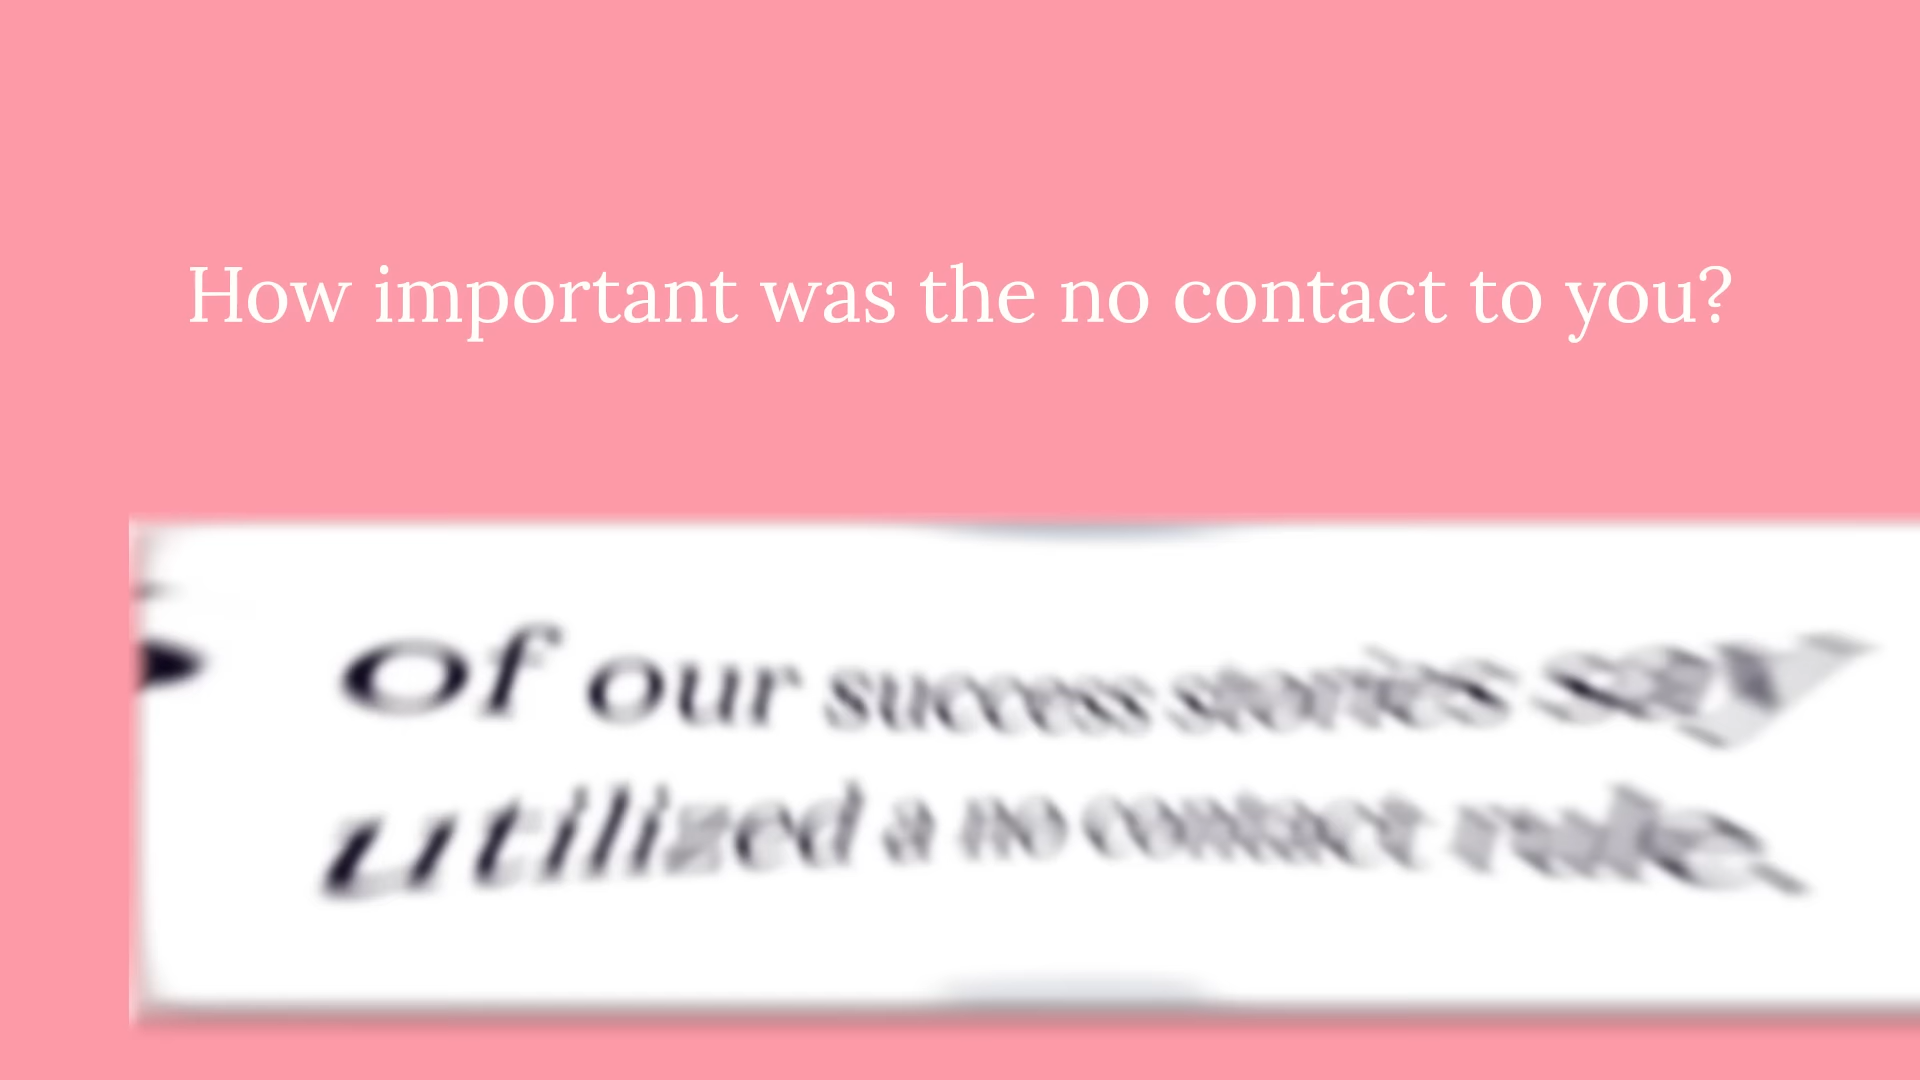 How important was the no contact to you?
Of our success stories say
utilized a no contact rule.